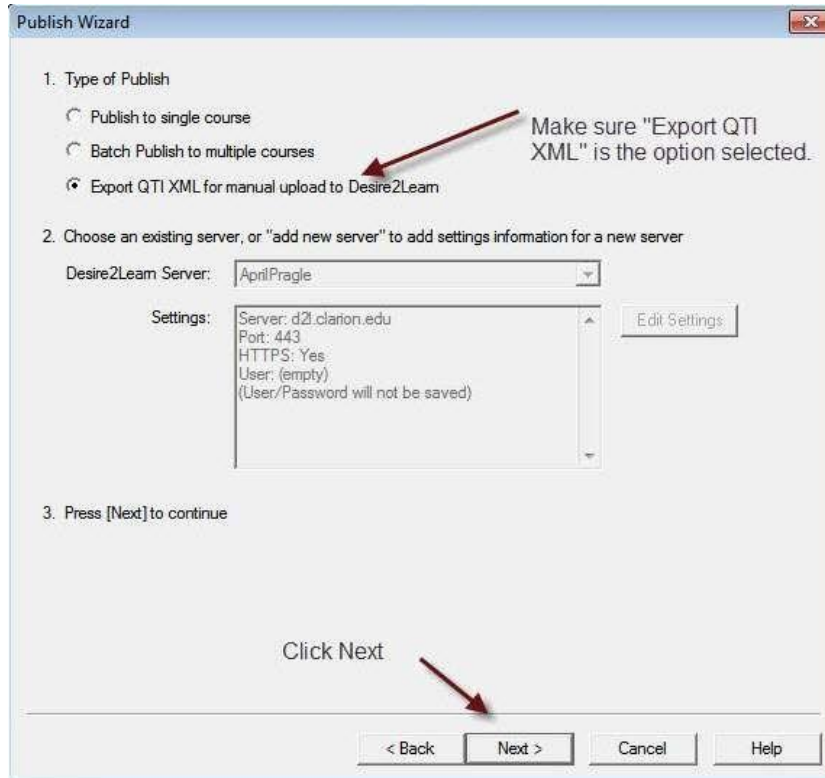 Publish Wizard
1. Type of Publish
Publish to single course
Batch Publish to multiple courses
Export QTI XML for manual upload to Desire2Learn
Make sure "Export QTI
XML" is the option selected.
2. Choose an existing server, or "add new server" to add settings information for a new server
Desire2Learn Server:
AprilPragle
Settings:
Server: d2l.clarion.edu
Port: 443
HTTPS: Yes
User: (empty)
(User/Password will not be saved)
Edit Settings
3. Press [Next] to continue
Click Next
< Back
Next >
Cancel
Help